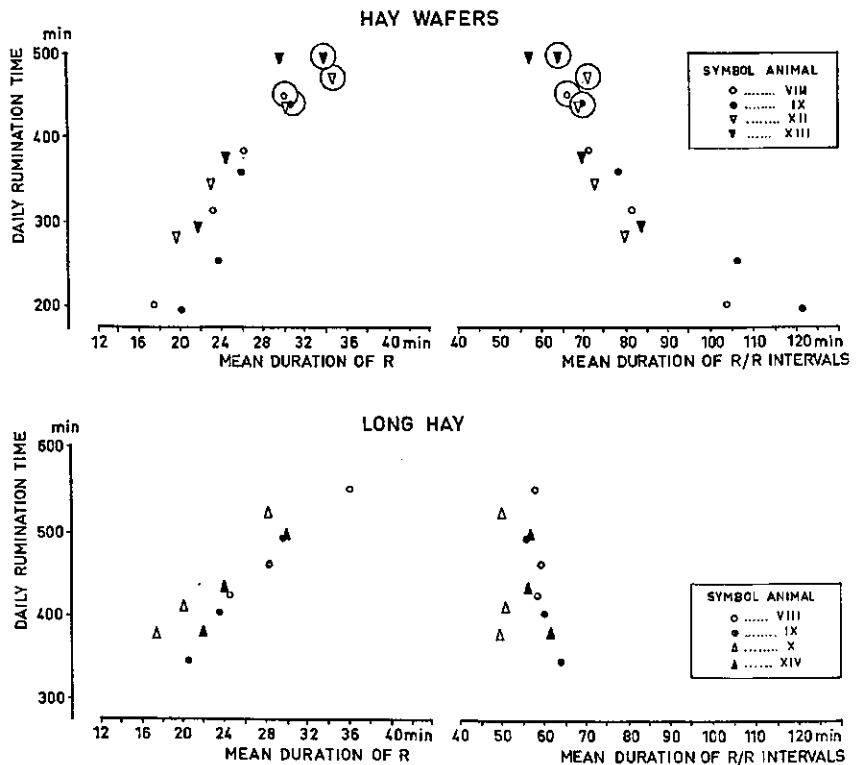 HAY WAFERS
min
DAILY RUMINATION TIME
500
400
300
200
12 16 20 24 28 32 36 40 min
MEAN DURATION OF R
40 50 60 70 80 90 100 110 120 min
MEAN DURATION OF R/R INTERVALS
SYMBOL ANIMAL
........ VIII
........ IX
........ XII
...... XIII
LONG HAY
min
DAILY RUMINATION TIME
600
500
400
300
12 16 20 24 28 32 36 40 min
MEAN DURATION OF R
40 50 60 70 80 90 100 110 120 min
MEAN DURATION OF R/R INTERVALS
SYMBOL ANIMAL
...... VIII
........ IX
......... X
....... XIV